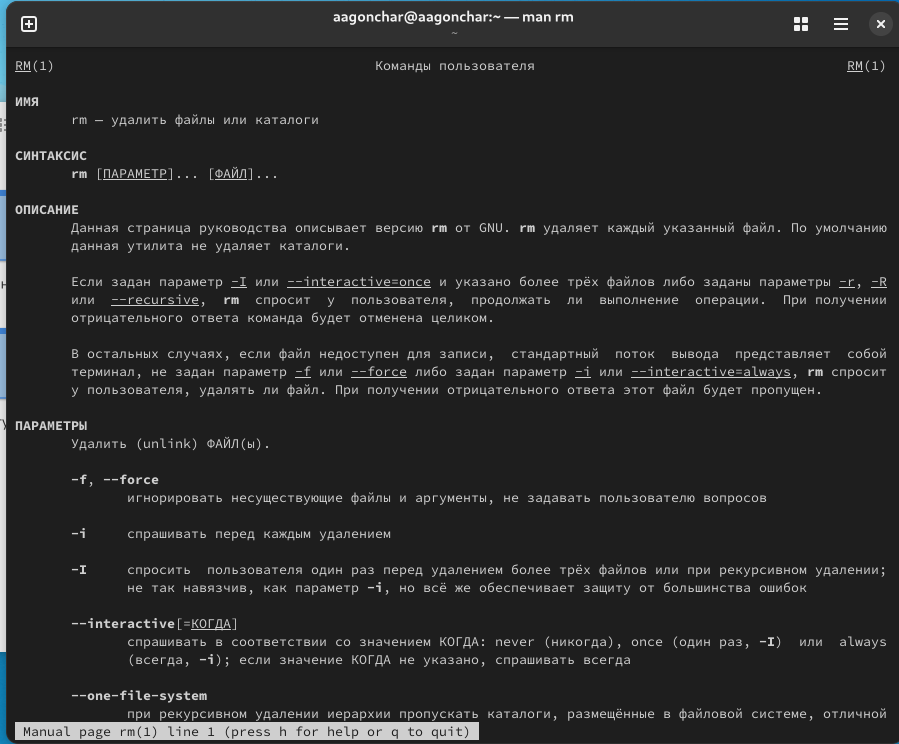 aagonchar@aagonchar:~ — man rm
~
RM(1) Команды пользователя RM(1)
ИМЯ
rm — удалить файлы или каталоги
СИНТАКСИС
rm [ПАРАМЕТР]... [ФАЙЛ]...
ОПИСАНИЕ
Данная страница руководства описывает версию rm от GNU. rm удаляет каждый указанный файл. По умолчанию
данная утилита не удаляет каталоги.
Если задан параметр -I или --interactive=once и указано более трёх файлов либо заданы параметры -r, -R
или --recursive, rm спросит у пользователя, продолжать ли выполнение операции. При получении
отрицательного ответа команда будет отменена целиком.
В остальных случаях, если файл недоступен для записи, стандартный поток вывода представляет собой
терминал, не задан параметр -f или --force либо задан параметр -i или --interactive=always, rm спросит
у пользователя, удалять ли файл. При получении отрицательного ответа этот файл будет пропущен.
ПАРАМЕТРЫ
Удалить (unlink) ФАЙЛ(ы).
-f, --force
игнорировать несуществующие файлы и аргументы, не задавать пользователю вопросов
-i спрашивать перед каждым удалением
-I спросить пользователя один раз перед удалением более трёх файлов или при рекурсивном удалении;
не так навязчив, как параметр -i, но всё же обеспечивает защиту от большинства ошибок
--interactive[=КОГДА]
спрашивать в соответствии со значением КОГДА: never (никогда), once (один раз, -I) или always
(всегда, -i); если значение КОГДА не указано, спрашивать всегда
--one-file-system
при рекурсивном удалении иерархии пропускать каталоги, размещённые в файловой системе, отличной
Manual page rm(1) line 1 (press h for help or q to quit)